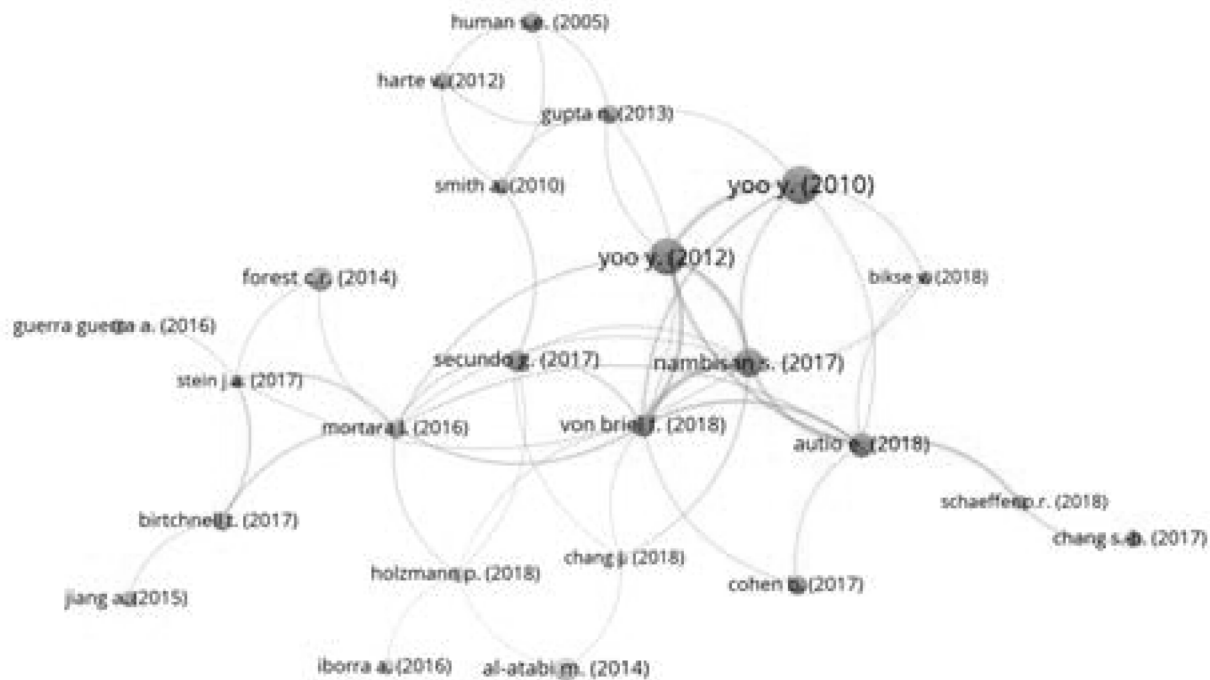 human s.e. (2005)
harte v. (2012)
gupta n. (2013)
smith a. (2010)
yoo y. (2010)
yoo y. (2012)
forest c.r. (2014)
bikse v. (2018)
guerra guerra a. (2016)
secundo g. (2017)
nambisan s. (2017)
stein j.a. (2017)
mortara l. (2016)
von briel f. (2018)
autio e. (2018)
schaeffer p.r. (2018)
birtchnell t. (2017)
chang s.-h. (2017)
chang j. (2018)
holzmann p. (2018)
cohen b. (2017)
jiang a. (2015)
iborra a. (2016)
al-atabi m. (2014)